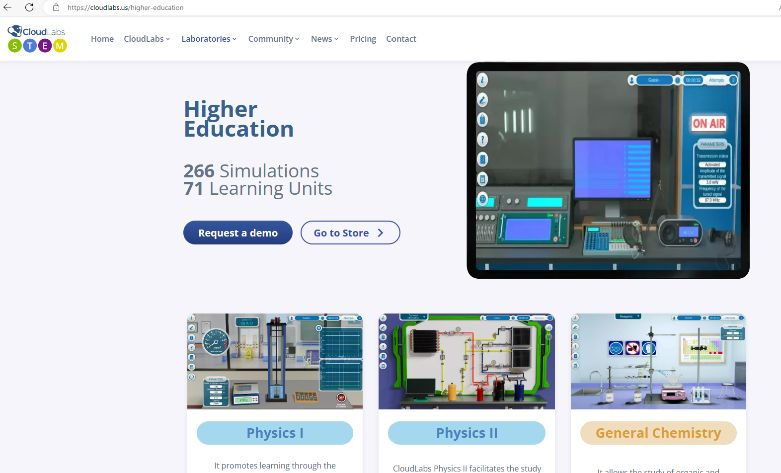 https://cloudlabs.us/higher-education
CloudLabs
S T E M
Home CloudLabs Laboratories Community News Pricing Contact
Higher
Education
266 Simulations
71 Learning Units
Request a demo
Go to Store
ON AIR
PARAMETERS
Physics I
Physics II
General Chemistry
It promotes learning through the
CloudLabs Physics II facilitates the study
It allows the study of organic and